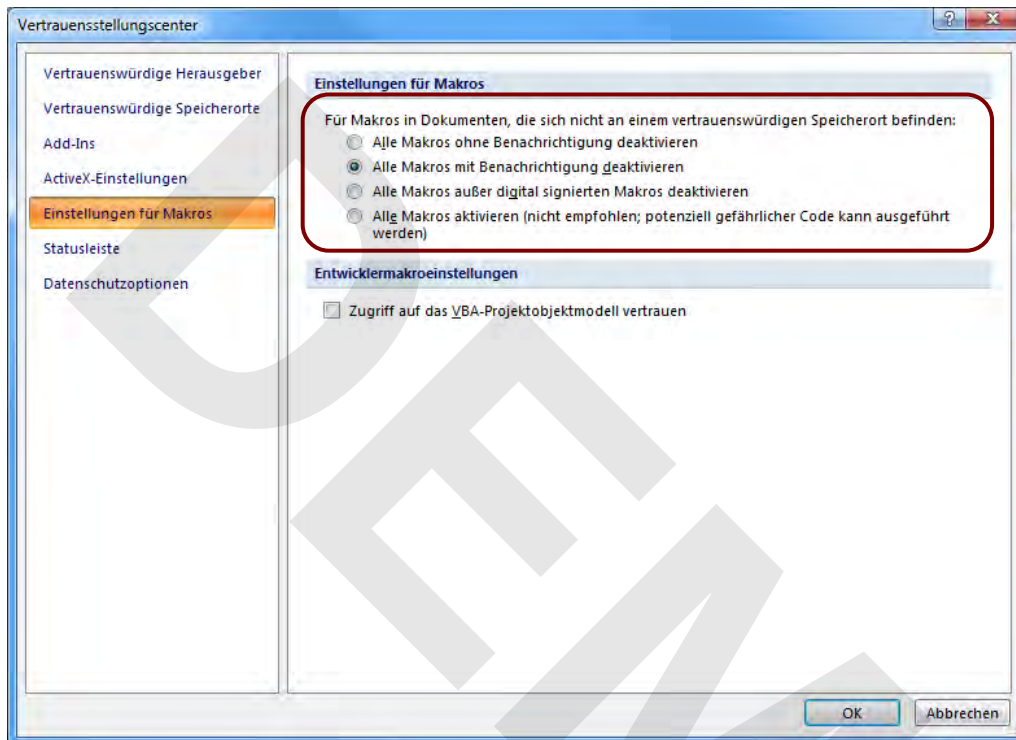 Vertrauensstellungscenter
Vertrauenswürdige Herausgeber
Vertrauenswürdige Speicherorte
Add-Ins
ActiveX-Einstellungen
Einstellungen für Makros
Statusleiste
Datenschutzoptionen
Einstellungen für Makros
Für Makros in Dokumenten, die sich nicht an einem vertrauenswürdigen Speicherort befinden:
Alle Makros ohne Benachrichtigung deaktivieren
Alle Makros mit Benachrichtigung deaktivieren
Alle Makros außer digital signierten Makros deaktivieren
Alle Makros aktivieren (nicht empfohlen; potenziell gefährlicher Code kann ausgeführt
werden)
Entwicklermakroeinstellungen
Zugriff auf das VBA-Projektobjektmodell vertrauen
OK
Abbrechen
DEM